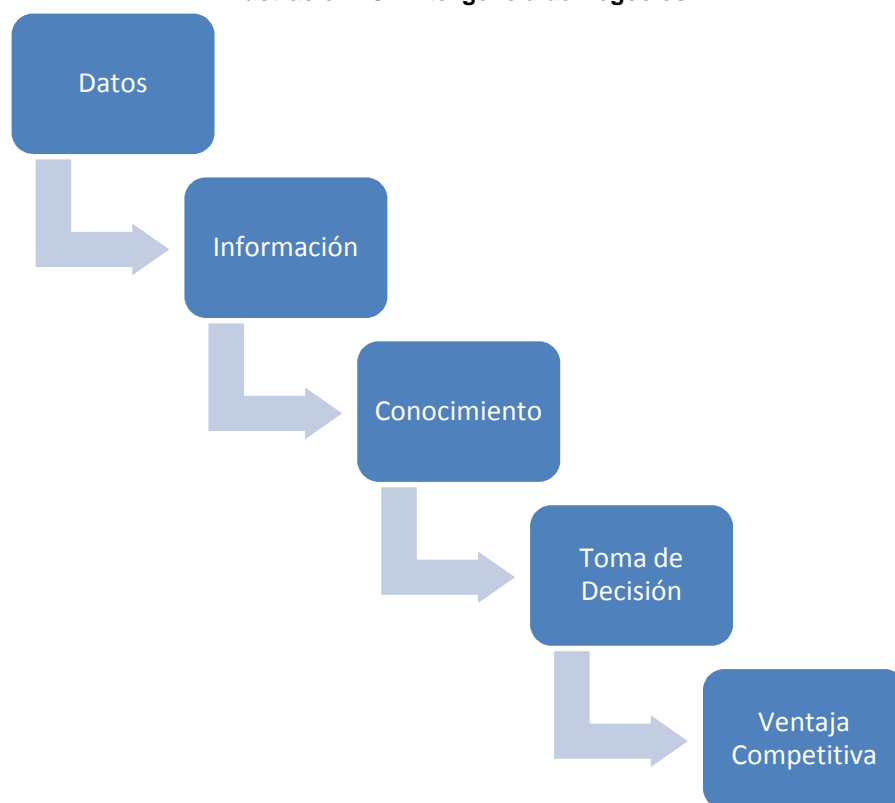 Datos
Información
Conocimiento
Toma de
Decisión
Ventaja
Competitiva